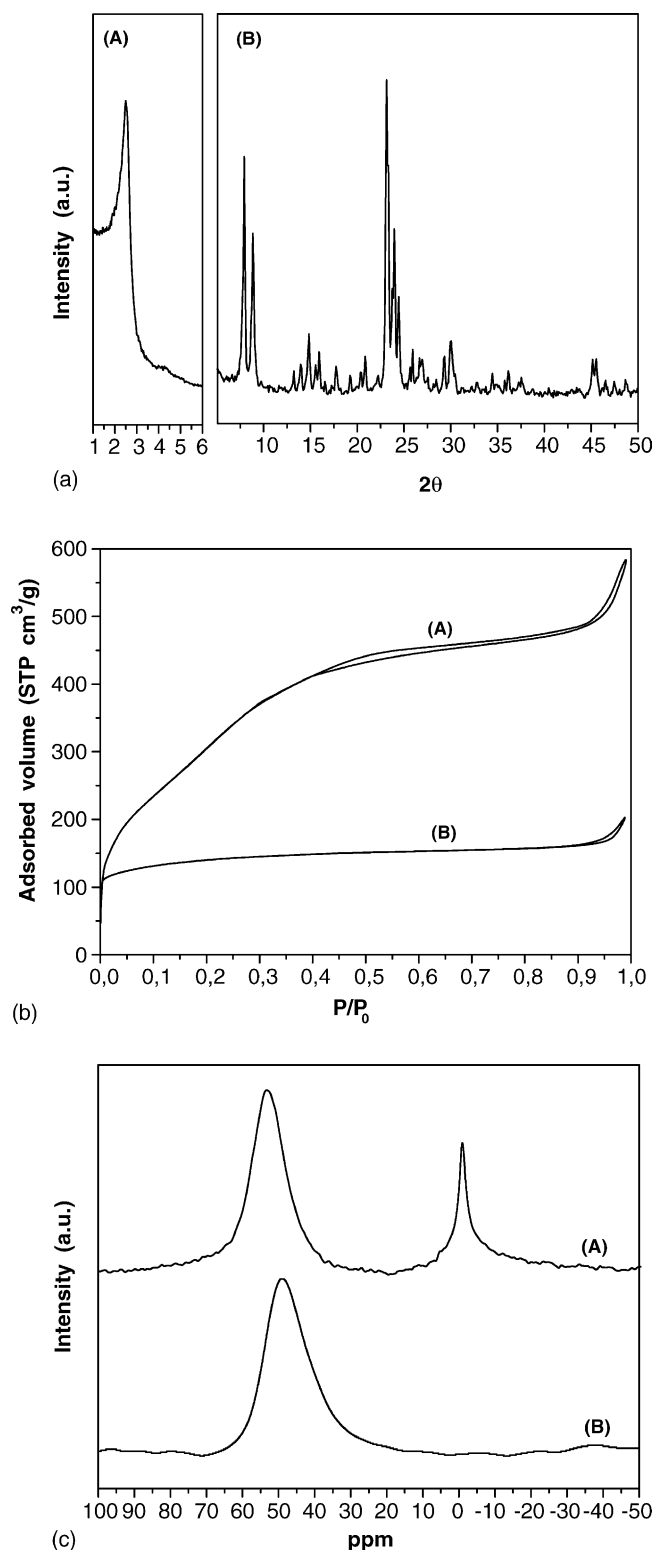 (A)
(B)
Intensity (a.u.)
1 2 3 4 5 6
10 15 20 25 30 35 40 45 50
2θ
(a)
600
500
400
300
200
100
0
Adsorbed volume (STP cm³/g)
(A)
(B)
0,0 0,1 0,2 0,3 0,4 0,5 0,6 0,7 0,8 0,9 1,0
P/P₀
(b)
Intensity (a.u.)
(A)
(B)
100 90 80 70 60 50 40 30 20 10 0 -10 -20 -30 -40 -50
ppm
(c)